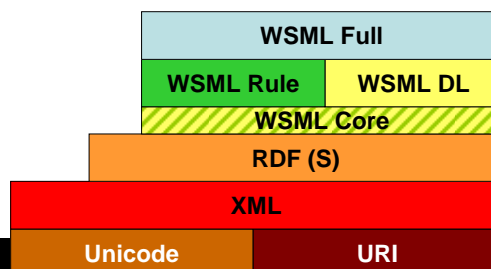 WSML Full
WSML Rule WSML DL
WSML Core
RDF (S)
XML
Unicode URI